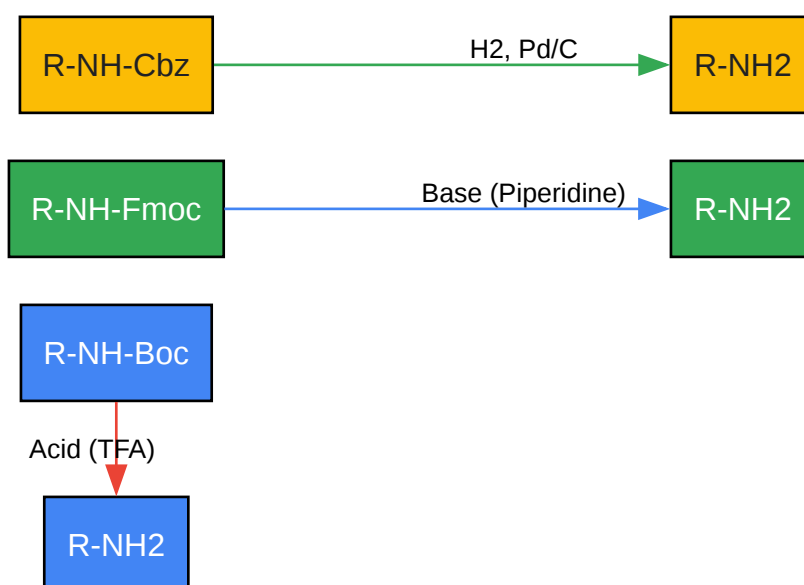 R-NH-Cbz
H2, Pd/C
R-NH2
R-NH-Fmoc
Base (Piperidine)
R-NH2
R-NH-Boc
Acid (TFA)
R-NH2